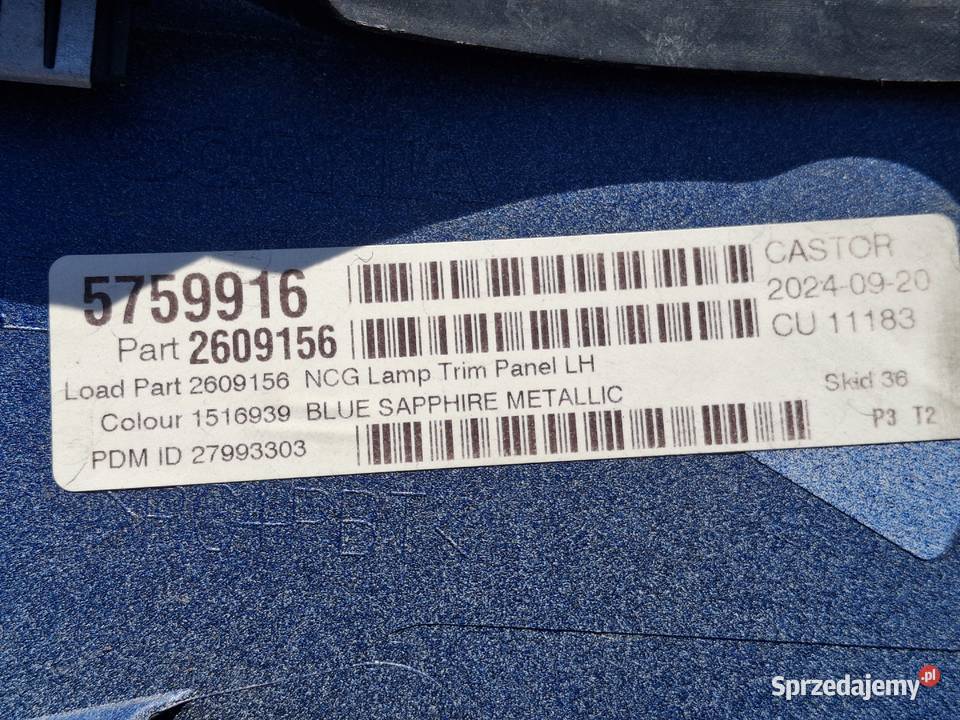 5759916
Part 2609156
Load Part 2609156 NCG Lamp Trim Panel LH
Colour 1516939 BLUE SAPPHIRE METALLIC
PDM ID 27993303
CASTOR
2024-09-20
CU 11183
Skid 36
P3 T2
Sprzedajemy.pl